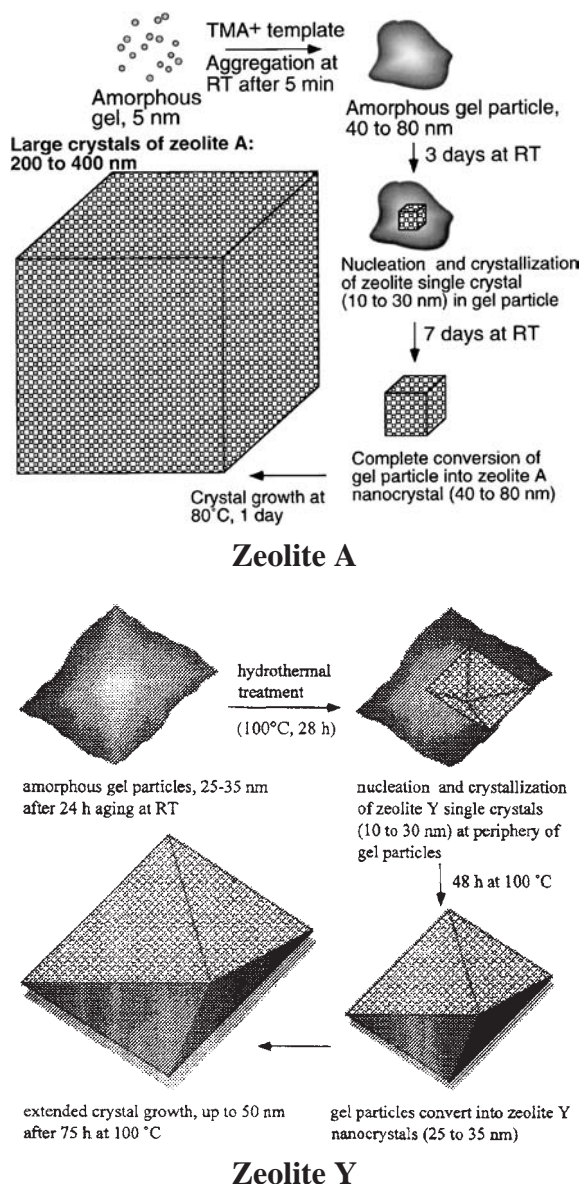 TMA+ template
Aggregation at
RT after 5 min
Amorphous
gel, 5 nm
Amorphous gel particle,
40 to 80 nm
3 days at RT
Nucleation and crystallization
of zeolite single crystal
(10 to 30 nm) in gel particle
7 days at RT
Complete conversion of
gel particle into zeolite A
nanocrystal (40 to 80 nm)
Crystal growth at
80˚C, 1 day
Large crystals of zeolite A:
200 to 400 nm
Zeolite A
hydrothermal
treatment
(100°C, 28 h)
amorphous gel particles, 25-35 nm
after 24 h aging at RT
nucleation and crystallization
of zeolite Y single crystals
(10 to 30 nm) at periphery of
gel particles
48 h at 100 ˚C
gel particles convert into zeolite Y
nanocrystals (25 to 35 nm)
extended crystal growth, up to 50 nm
after 75 h at 100 ˚C
Zeolite Y